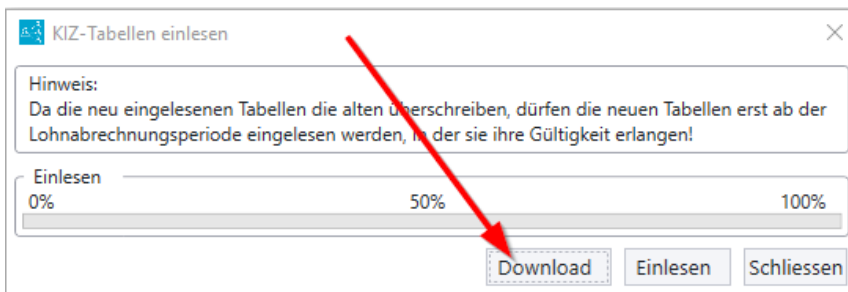 KIZ-Tabellen einlesen
Hinweis:
Da die neu eingelesenen Tabellen die alten überschreiben, dürfen die neuen Tabellen erst ab der
Lohnabrechnungsperiode eingelesen werden, in der sie ihre Gültigkeit erlangen!
Einlesen
0% 50% 100%
Download Einlesen Schliessen